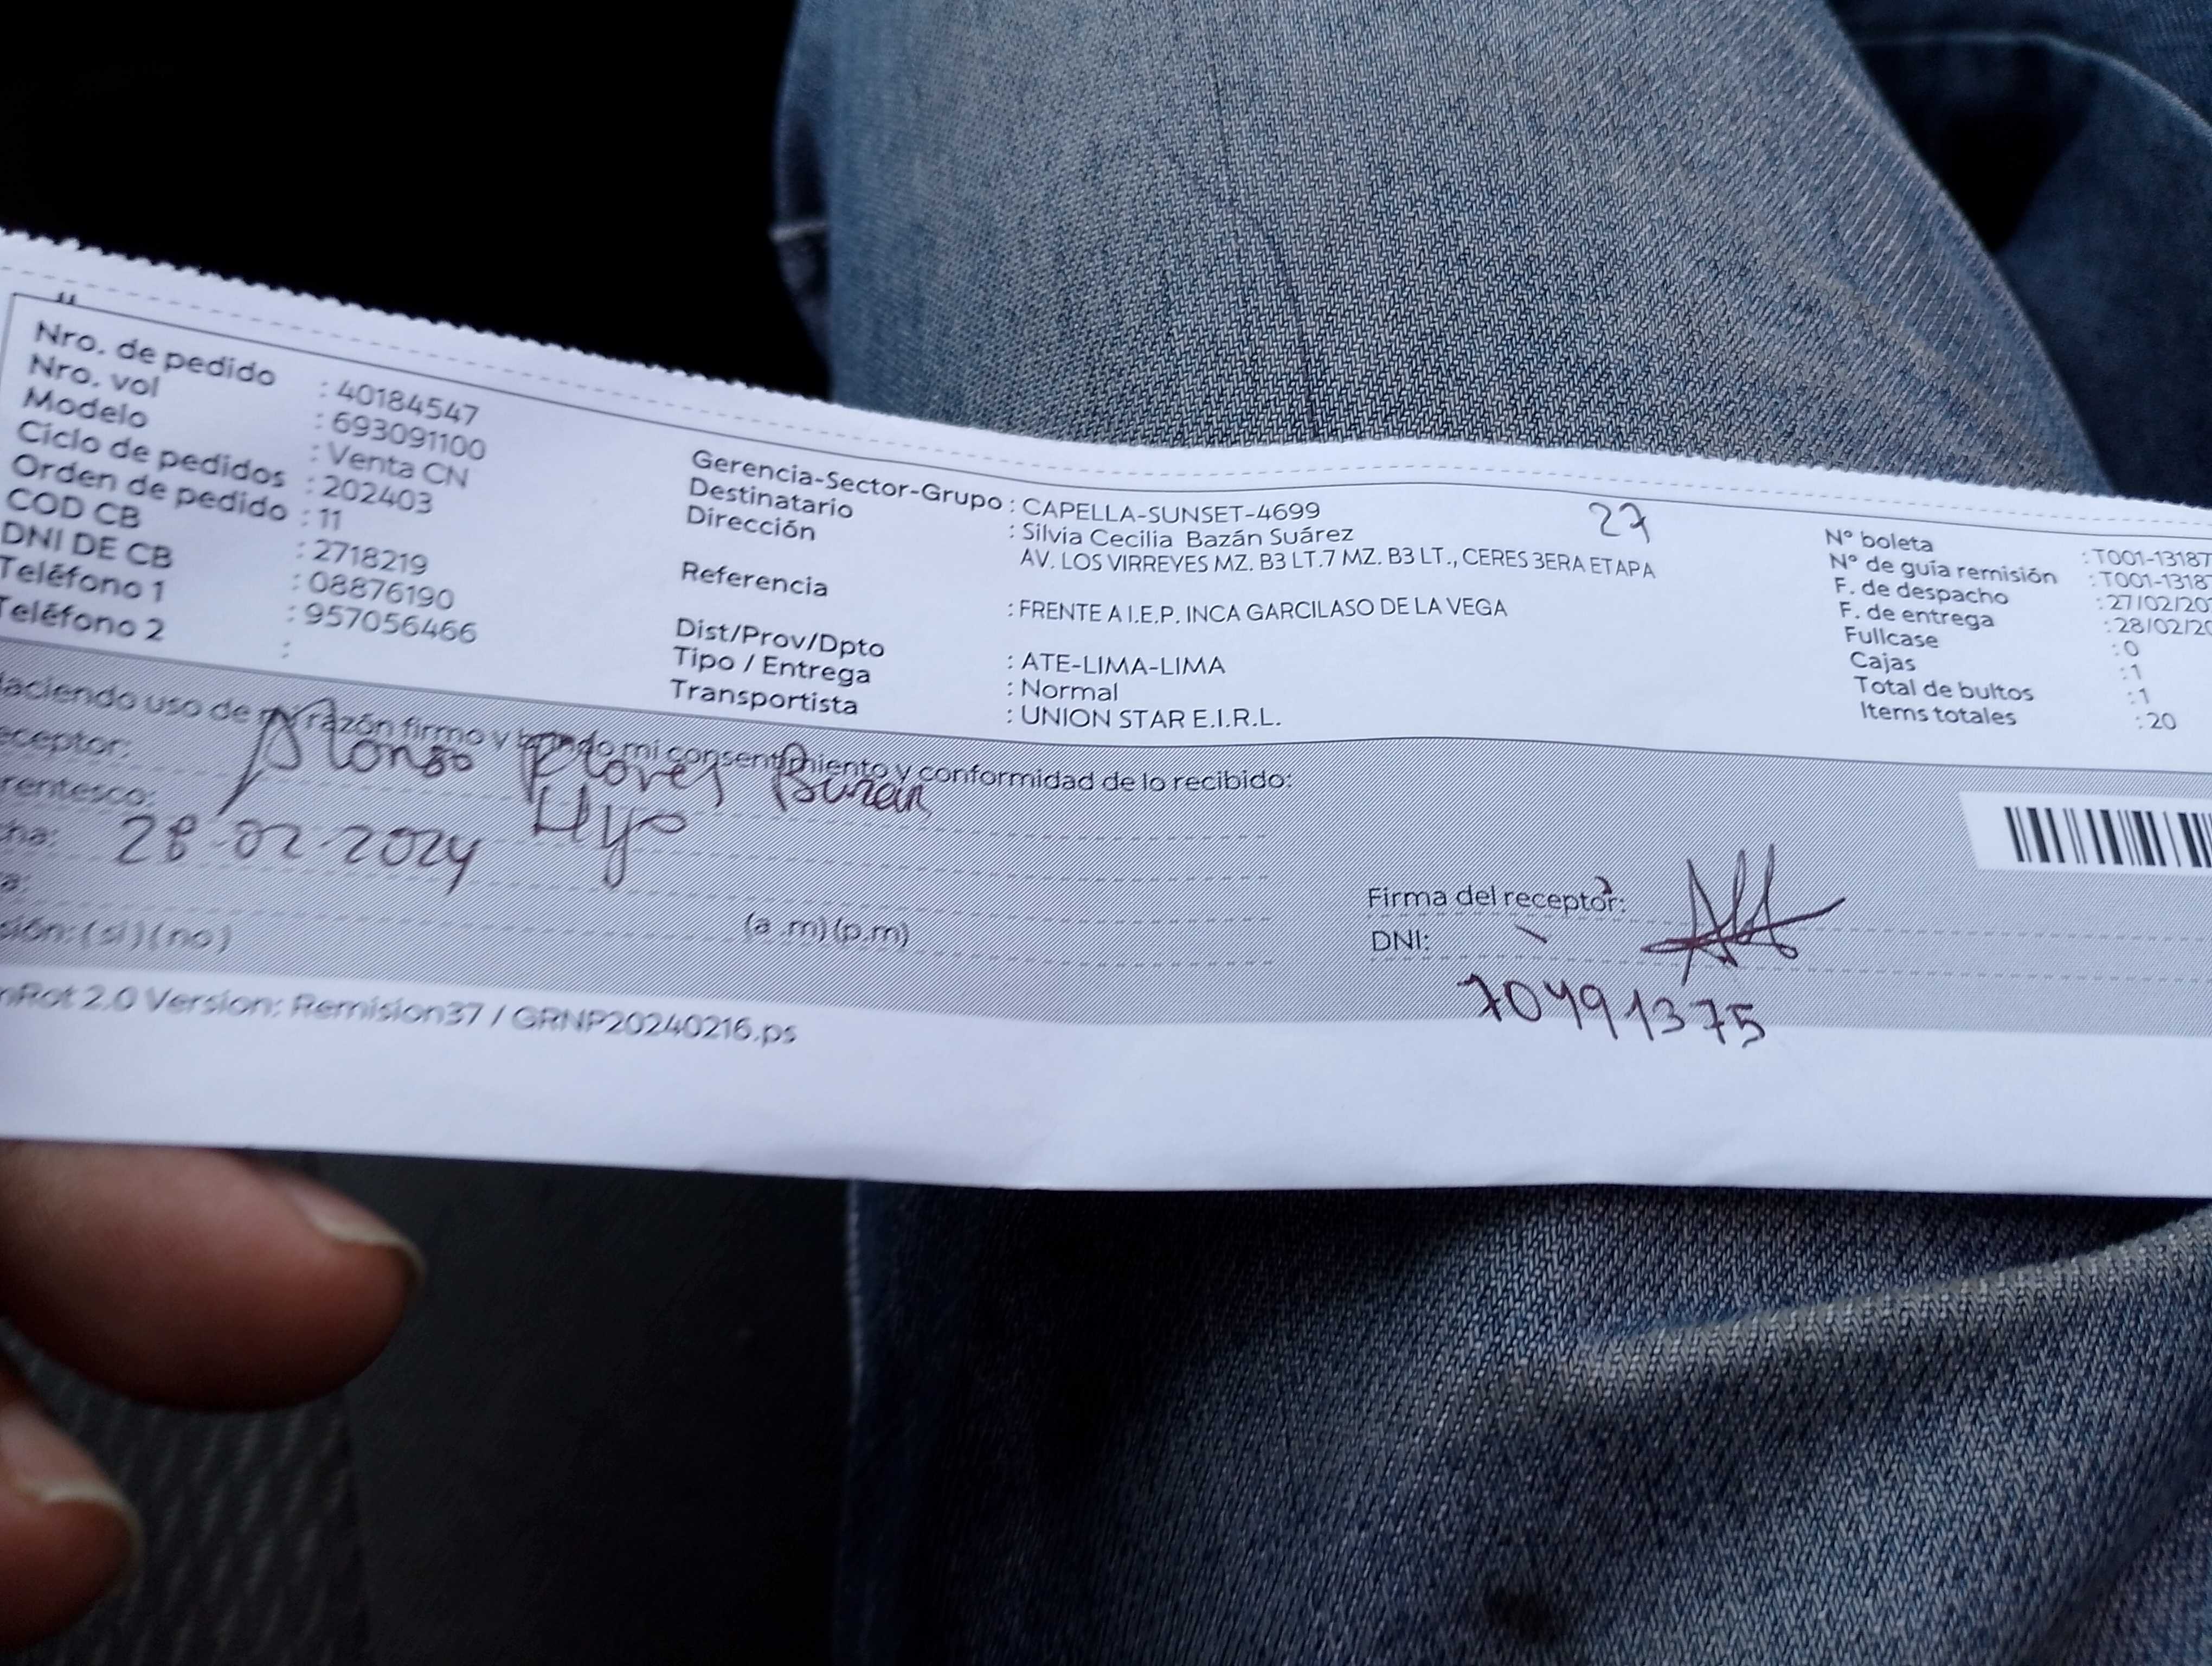 Nro. de pedido : 40184547
Nro. vol : 693091100
Modelo : Venta CN
Ciclo de pedidos : 202403
Orden de pedido : 11
COD CB : 2718219
DNI DE CB : 08876190
Teléfono 1 : 957056466
Teléfono 2 :
Gerencia-Sector-Grupo : CAPELLA-SUNSET-4699
Destinatario : Silvia Cecilia Bazán Suárez
Dirección AV. LOS VIRREYES MZ. B3 LT.7 MZ. B3 LT., CERES 3ERA ETAPA
Referencia : FRENTE A I.E.P. INCA GARCILASO DE LA VEGA
Dist/Prov/Dpto : ATE-LIMA-LIMA
Tipo / Entrega : Normal
Transportista : UNION STAR E.I.R.L.
27
N° boleta : T001-13187
N° de guía remisión : T001-1318
F. de despacho : 27/02/20
F. de entrega : 28/02/20
Fullcase : 0
Cajas : 1
Total de bultos : 1
Items totales : 20
Haciendo uso de mi razón firmo y brindo mi consentimiento y conformidad de lo recibido:
eceptor: Alonso Flores
rentesco: Hijo
cha: 28-02-2024
a: (a .m) (p.m)
sión: (si) (no)
Firma del receptor:
DNI: 70491375
nRot 2.0 Version: Remision37 / GRNP20240216.ps